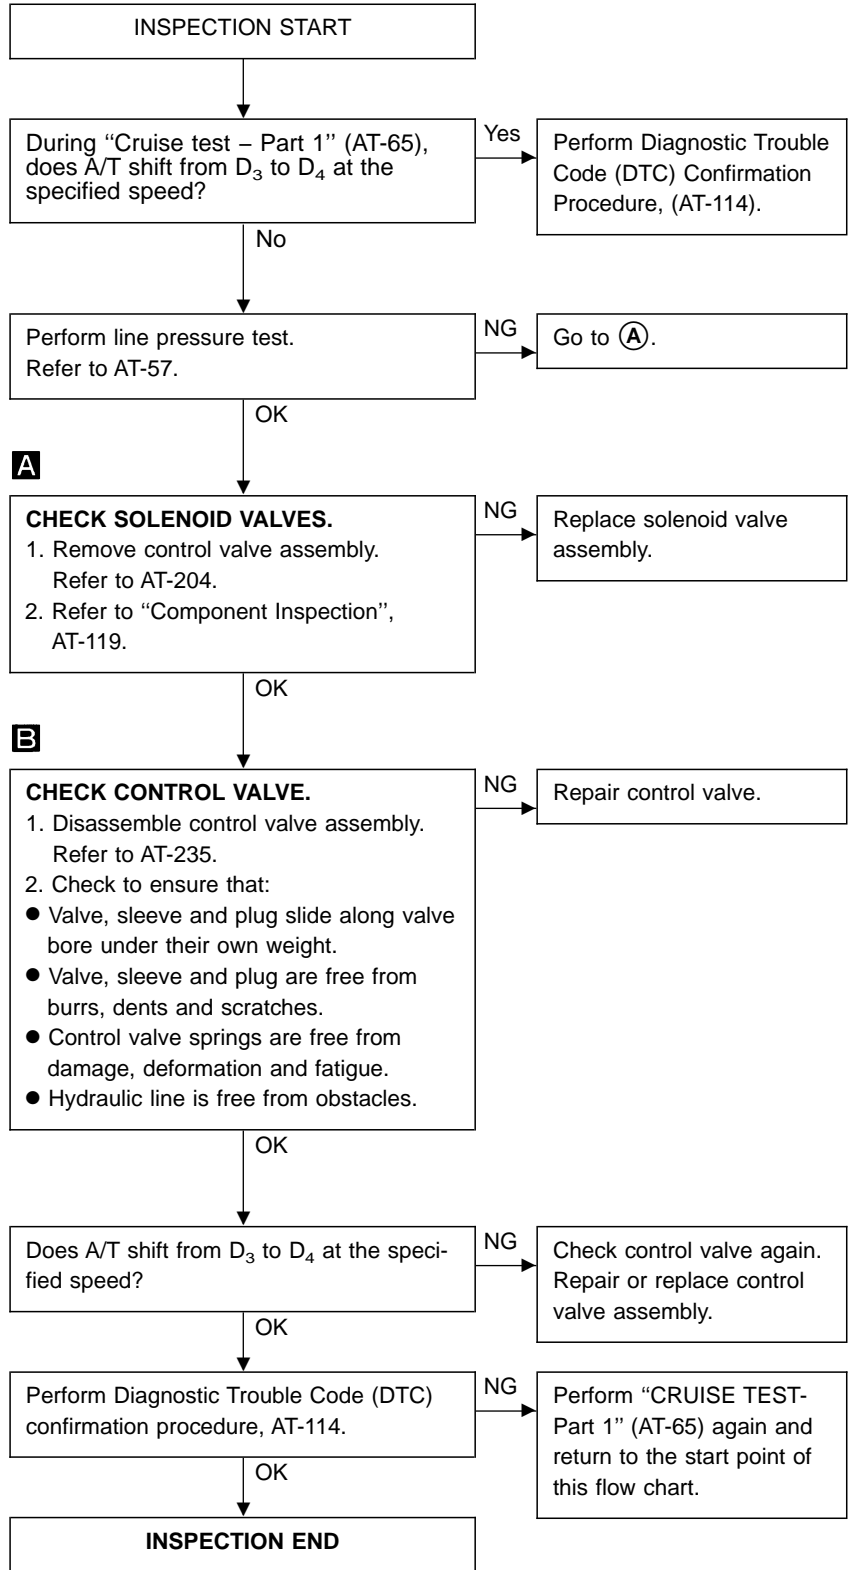 INSPECTION START
During ‘‘Cruise test – Part 1’’ (AT-65),
does A/T shift from D₃ to D₄ at the
specified speed?
Yes
Perform Diagnostic Trouble
Code (DTC) Confirmation
Procedure, (AT-114).
No
Perform line pressure test.
Refer to AT-57.
NG
Go to Ⓐ.
OK
A
CHECK SOLENOID VALVES.
1. Remove control valve assembly.
Refer to AT-204.
2. Refer to ‘‘Component Inspection’’,
AT-119.
NG
Replace solenoid valve
assembly.
OK
B
CHECK CONTROL VALVE.
1. Disassemble control valve assembly.
Refer to AT-235.
2. Check to ensure that:
● Valve, sleeve and plug slide along valve
bore under their own weight.
● Valve, sleeve and plug are free from
burrs, dents and scratches.
● Control valve springs are free from
damage, deformation and fatigue.
● Hydraulic line is free from obstacles.
NG
Repair control valve.
OK
Does A/T shift from D₃ to D₄ at the speci-
fied speed?
NG
Check control valve again.
Repair or replace control
valve assembly.
OK
Perform Diagnostic Trouble Code (DTC)
confirmation procedure, AT-114.
NG
Perform ‘‘CRUISE TEST-
Part 1’’ (AT-65) again and
return to the start point of
this flow chart.
OK
INSPECTION END